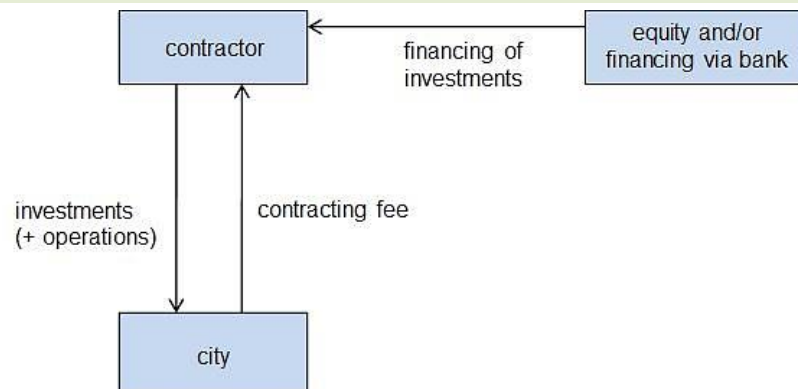 contractor
financing of
investments
equity and/or
financing via bank
investments
(+ operations)
contracting fee
city